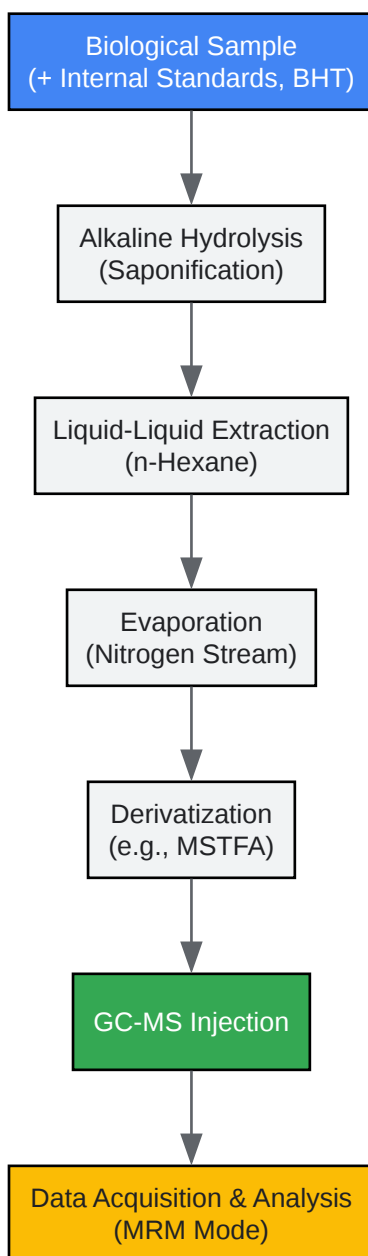 Biological Sample
(+ Internal Standards, BHT)
Alkaline Hydrolysis
(Saponification)
Liquid-Liquid Extraction
(n-Hexane)
Evaporation
(Nitrogen Stream)
Derivatization
(e.g., MSTFA)
GC-MS Injection
Data Acquisition & Analysis
(MRM Mode)